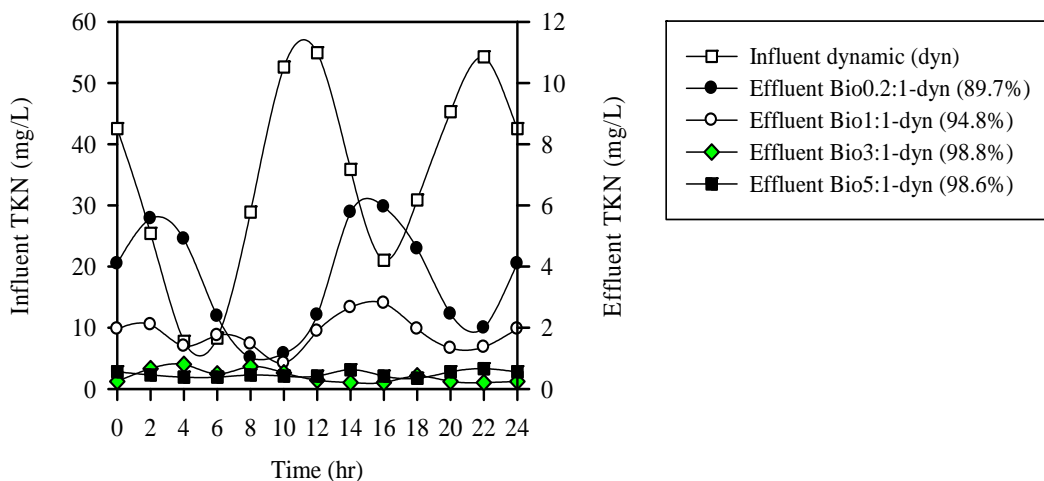 60
50
40
30
20
10
0
Influent TKN (mg/L)
12
10
8
6
4
2
0
Effluent TKN (mg/L)
0 2 4 6 8 10 12 14 16 18 20 22 24
Time (hr)
Influent dynamic (dyn)
Effluent Bio0.2:1-dyn (89.7%)
Effluent Bio1:1-dyn (94.8%)
Effluent Bio3:1-dyn (98.8%)
Effluent Bio5:1-dyn (98.6%)